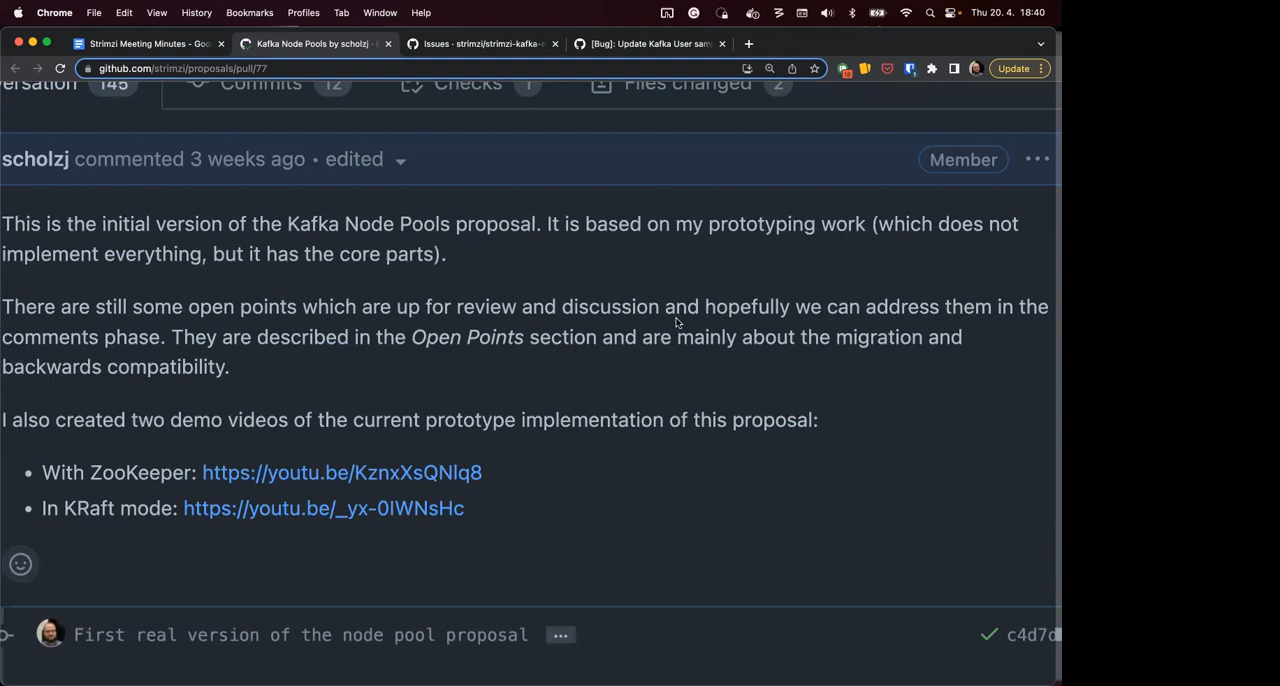 Chrome File Edit View History Bookmarks Profiles Tab Window Help Thu 20. 4. 18:40
Strimzi Meeting Minutes - Goo Kafka Node Pools by scholzj - Issues - strimzi/strimzi-kafka-o [Bug]: Update Kafka User sam
github.com/strimzi/proposals/pull/77 18 Update
ersation 145 Commits 12 Checks 1 Files changed 2
scholzj commented 3 weeks ago • edited Member
This is the initial version of the Kafka Node Pools proposal. It is based on my prototyping work (which does not
implement everything, but it has the core parts).
There are still some open points which are up for review and discussion and hopefully we can address them in the
comments phase. They are described in the Open Points section and are mainly about the migration and
backwards compatibility.
I also created two demo videos of the current prototype implementation of this proposal:
• With ZooKeeper: https://youtu.be/KznxXsQNlq8
• In KRaft mode: https://youtu.be/_yx-0IWNsHc
First real version of the node pool proposal ... c4d7d